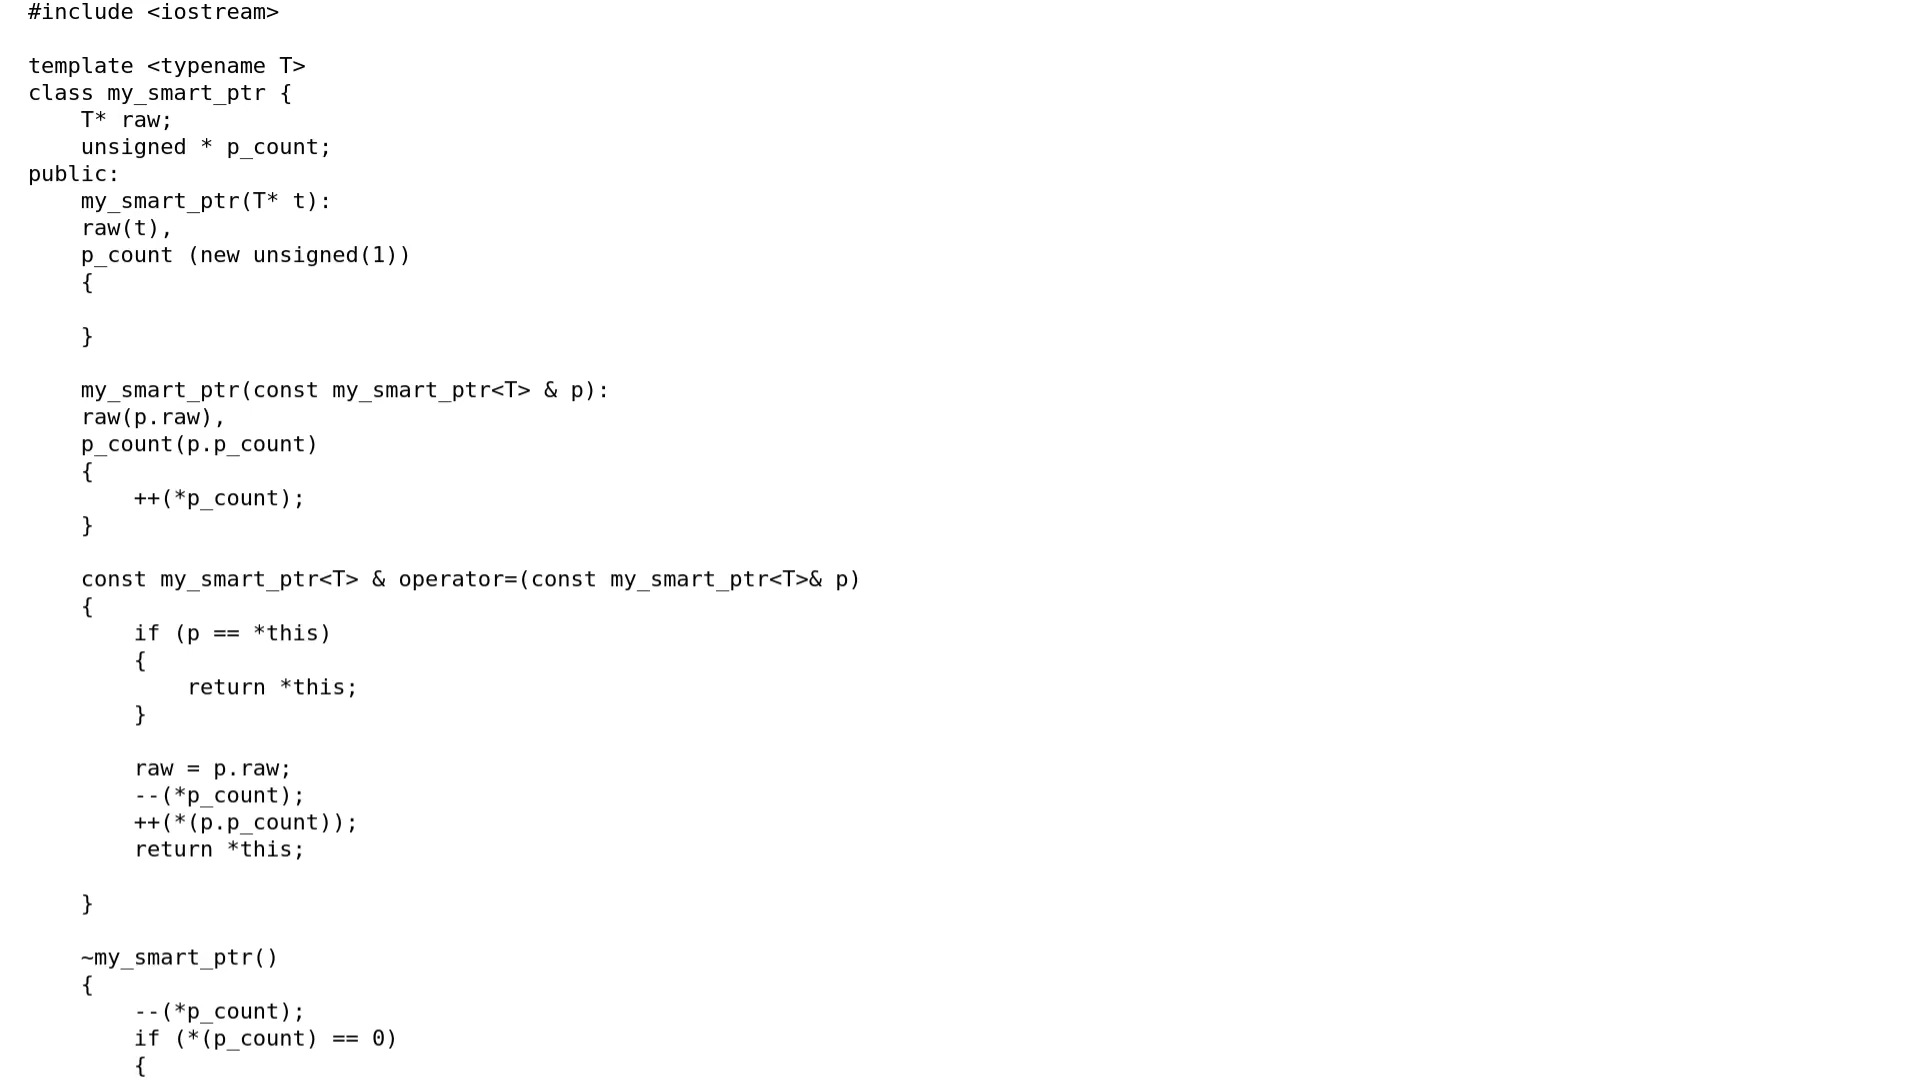 #include <iostream>

template <typename T>
class my_smart_ptr {
    T* raw;
    unsigned * p_count;
public:
    my_smart_ptr(T* t):
    raw(t),
    p_count (new unsigned(1))
    {

    }

    my_smart_ptr(const my_smart_ptr<T> & p):
    raw(p.raw),
    p_count(p.p_count)
    {
        ++(*p_count);
    }

    const my_smart_ptr<T> & operator=(const my_smart_ptr<T>& p)
    {
        if (p == *this)
        {
            return *this;
        }

        raw = p.raw;
        --(*p_count);
        ++(*(p.p_count));
        return *this;

    }

    ~my_smart_ptr()
    {
        --(*p_count);
        if (*(p_count) == 0)
        {